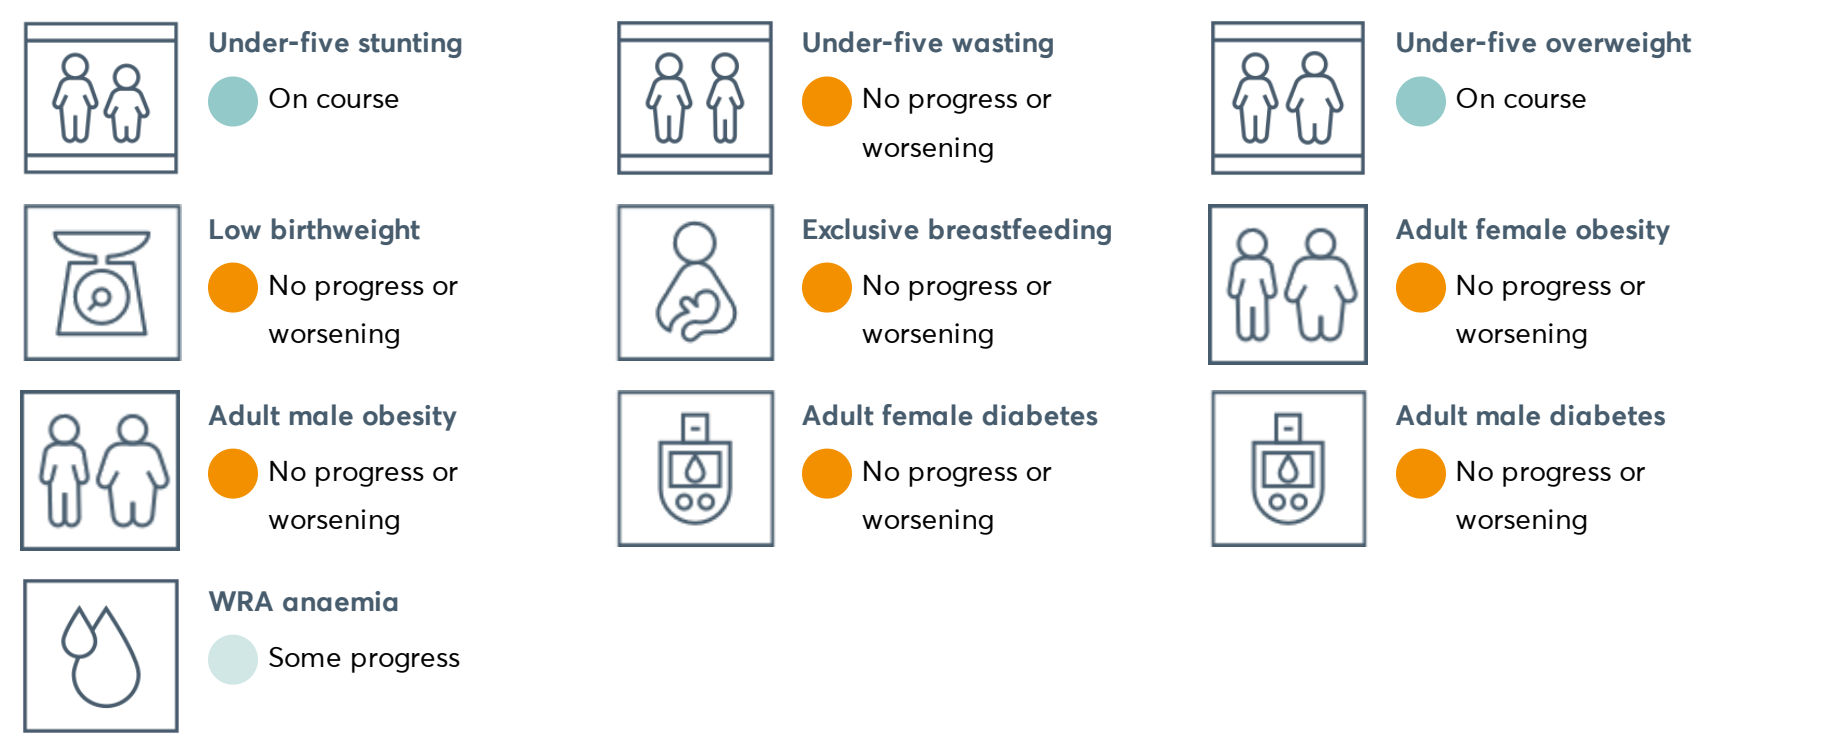 Under-five stunting
On course
Under-five wasting
No progress or
worsening
Under-five overweight
On course
Low birthweight
No progress or
worsening
Exclusive breastfeeding
No progress or
worsening
Adult female obesity
No progress or
worsening
Adult male obesity
No progress or
worsening
Adult female diabetes
No progress or
worsening
Adult male diabetes
No progress or
worsening
WRA anaemia
Some progress